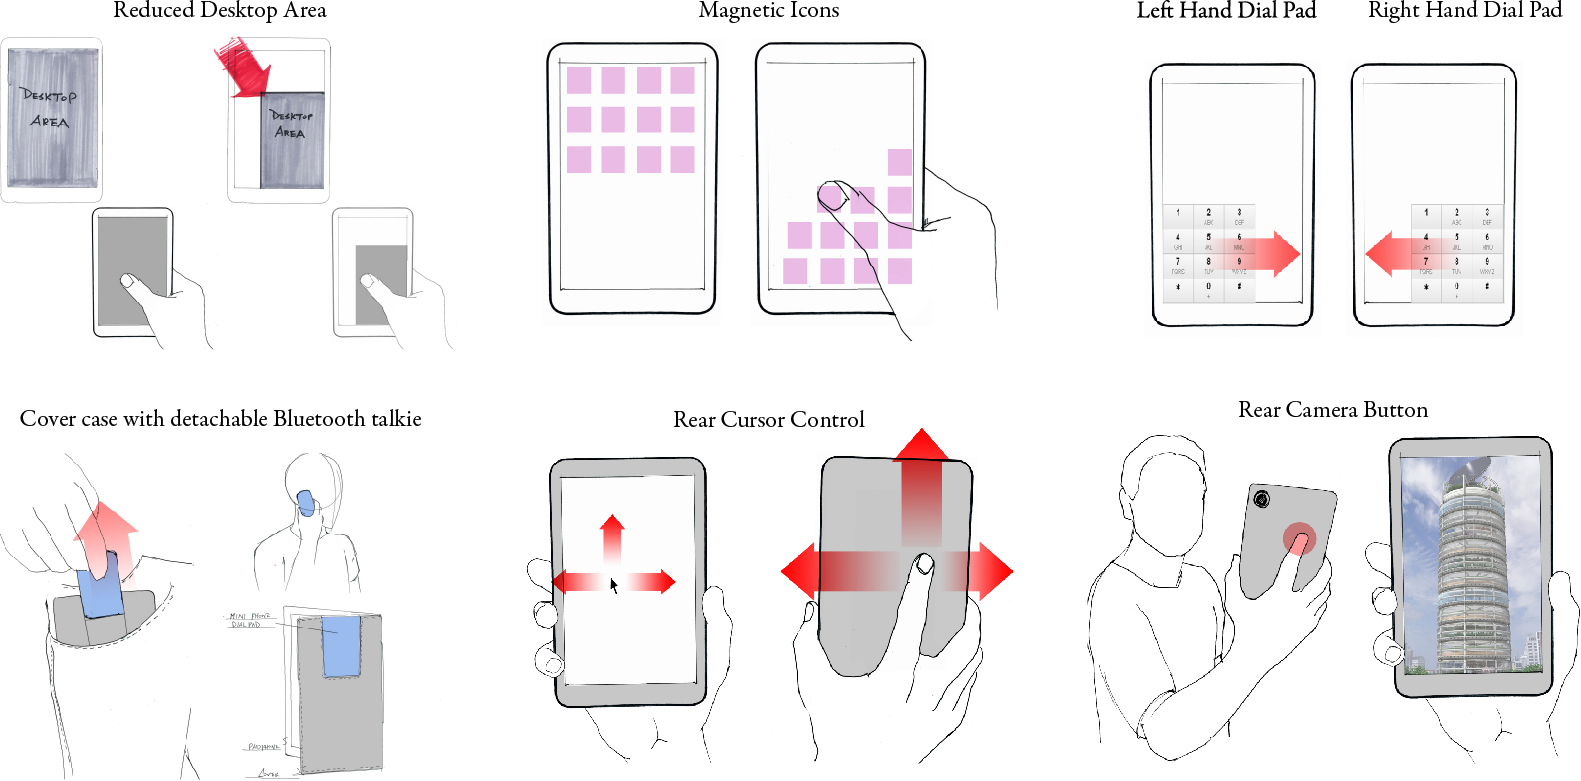 Reduced Desktop Area
Magnetic Icons
Left Hand Dial Pad
Right Hand Dial Pad
DESKTOP
AREA
DESKTOP
AREA
1 2 3
ABC DEF
4 5 6
GHI JKL MNO
7 8 9
PQRS TUV WXYZ
* 0 #
+
1 2 3
ABC DEF
4 5 6
GHI JKL MNO
7 8 9
PQRS TUV WXYZ
* 0 #
+
Cover case with detachable Bluetooth talkie
Rear Cursor Control
Rear Camera Button
MINI PHONE
DIAL PAD
PADPHONE
COVER